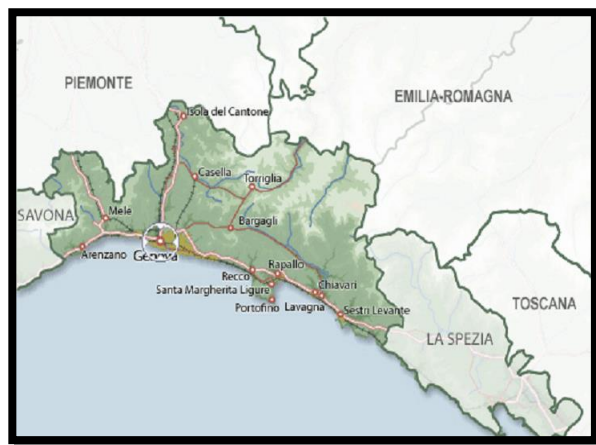 PIEMONTE
EMILIA-ROMAGNA
Isola del Cantone
Casella
Torriglia
SAVONA
Mele
Bargagli
Arenzano
Genova
Recco
Rapallo
Santa Margherita Ligure
Chiavari
Portofino
Lavagna
Sestri Levante
TOSCANA
LA SPEZIA